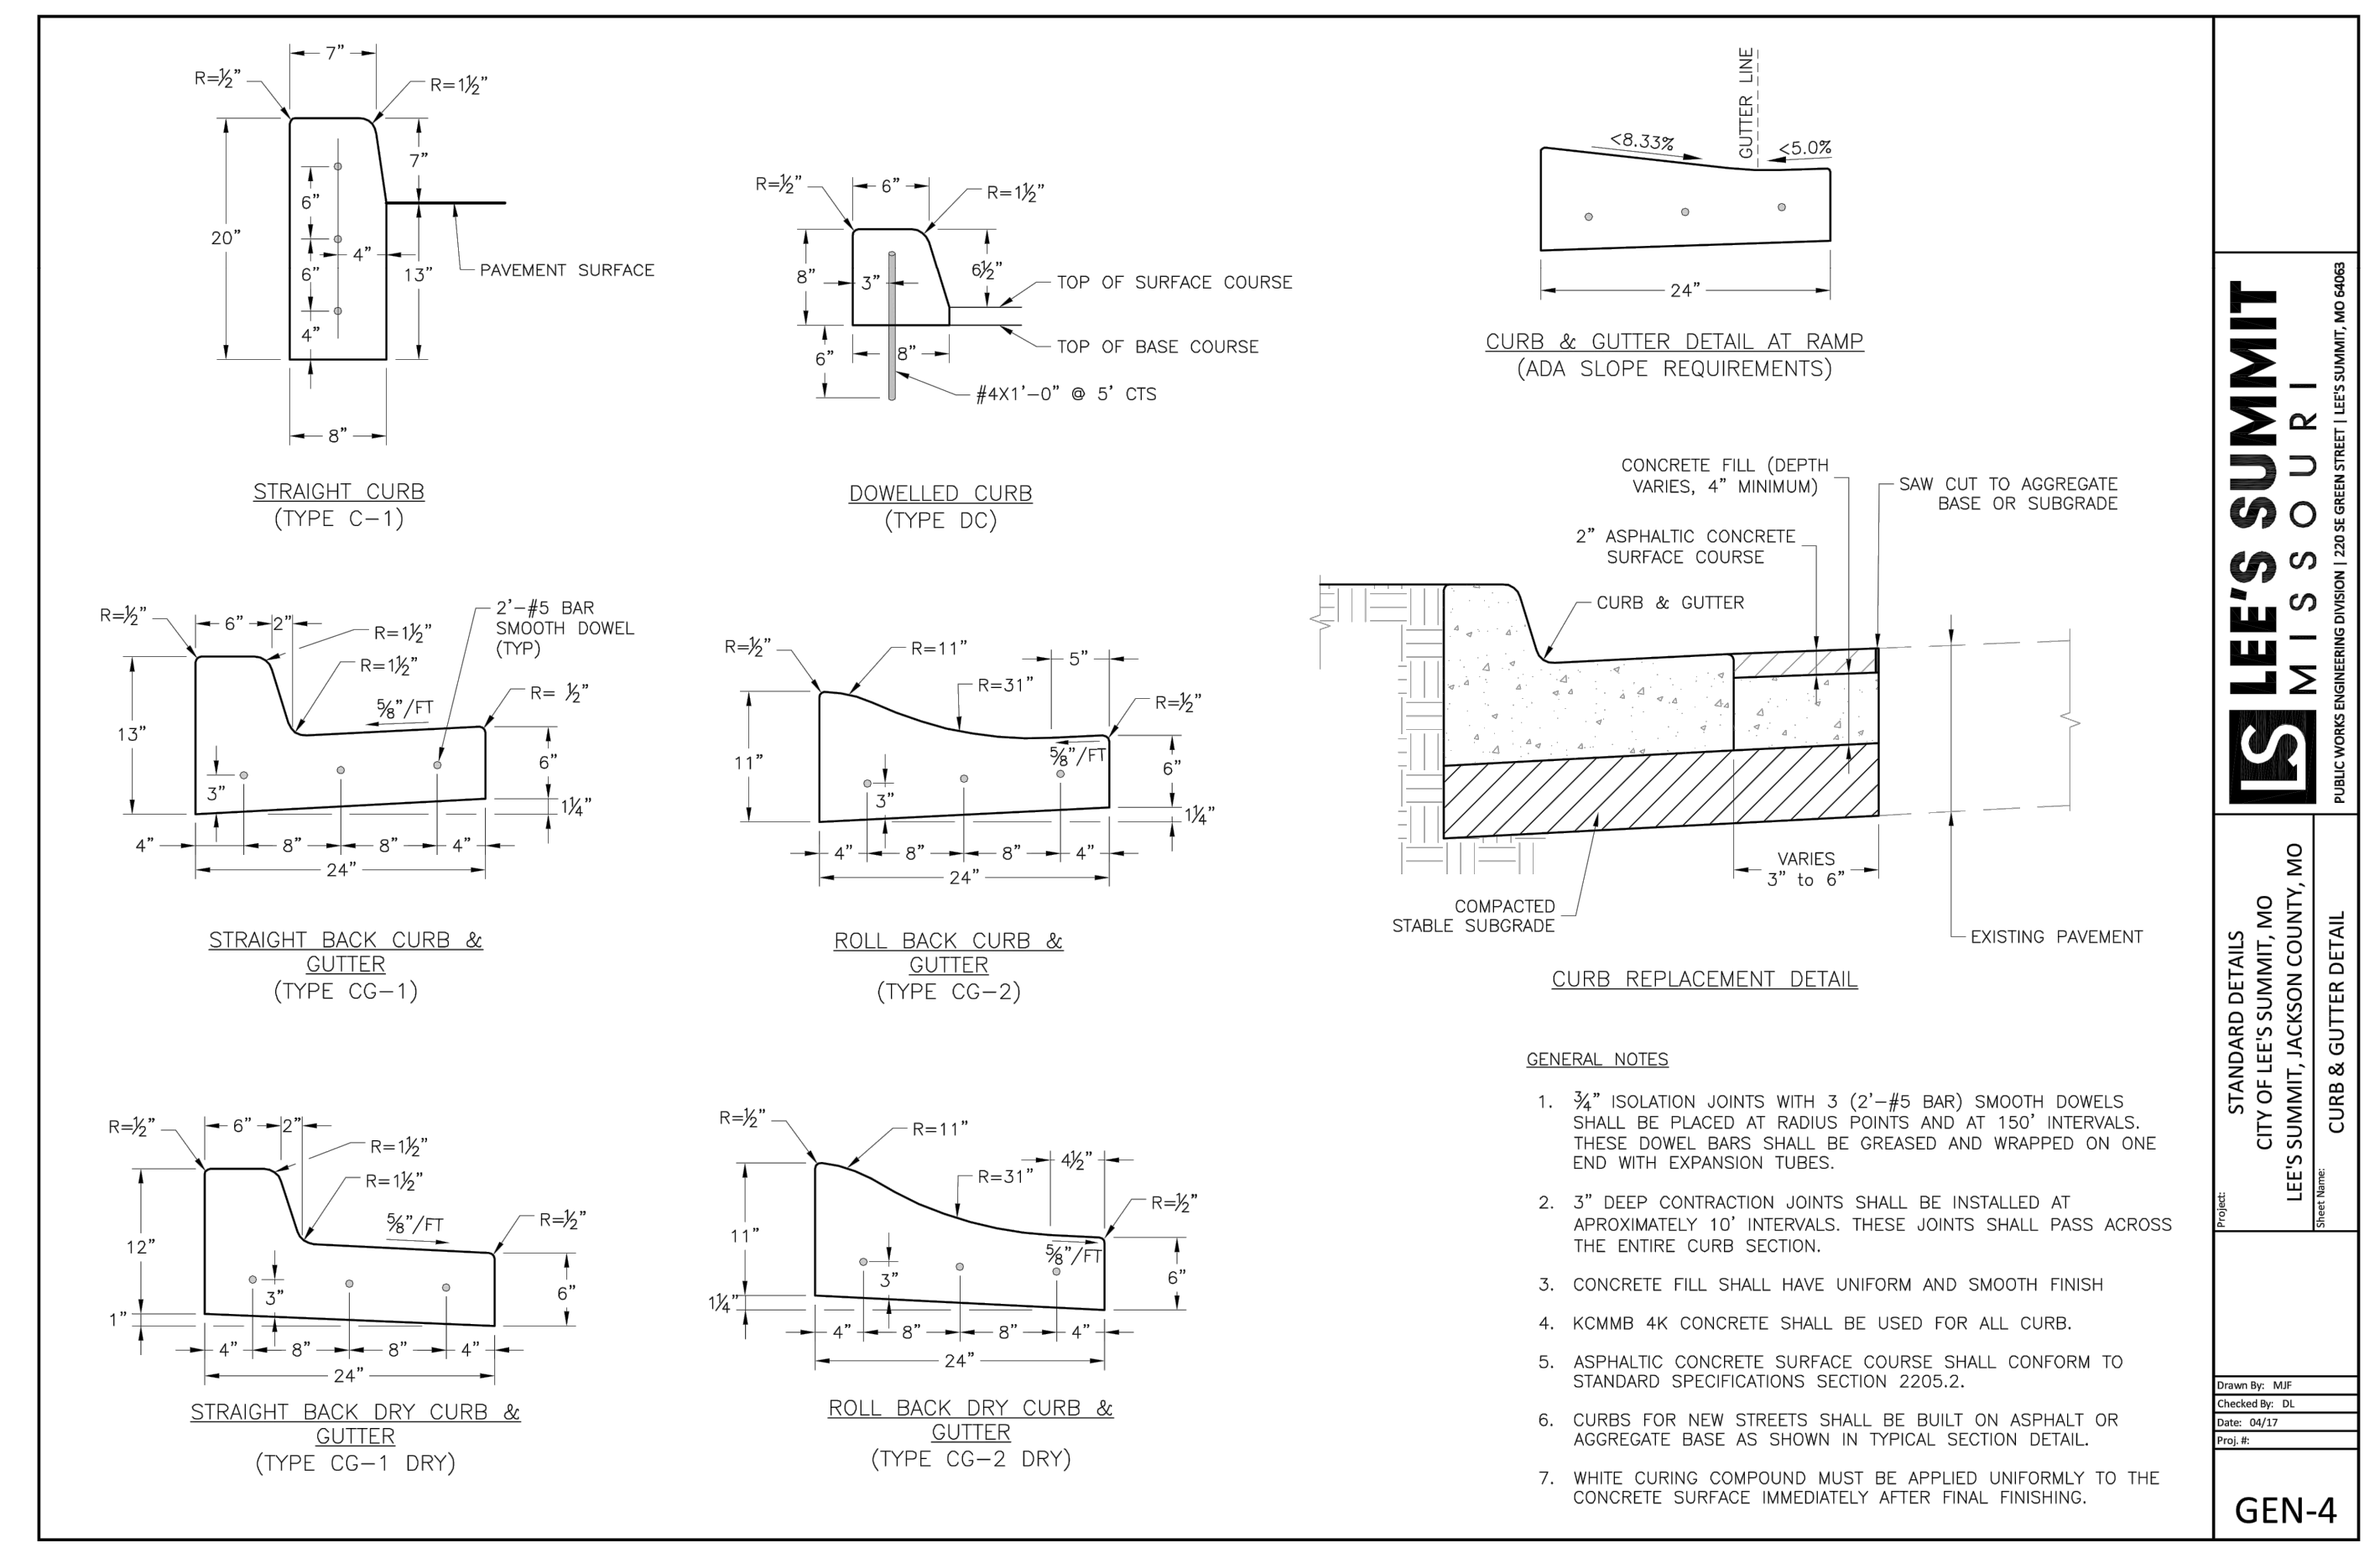 7”
R=½”
R=1½”
7”
6”
20”
4”
6”
13”
PAVEMENT SURFACE
4”
8”
STRAIGHT CURB
(TYPE C-1)
R=½”
6”
R=1½”
8”
3”
6½”
TOP OF SURFACE COURSE
TOP OF BASE COURSE
6”
8”
#4X1’-0” @ 5’ CTS
DOWELLED CURB
(TYPE DC)
GUTTER LINE
<8.33%
<5.0%
24”
CURB & GUTTER DETAIL AT RAMP
(ADA SLOPE REQUIREMENTS)
R=½”
6”
2”
R=1½”
R=1½”
2’-#5 BAR
SMOOTH DOWEL
(TYP)
R= ½”
⅝”/FT
13”
6”
3”
1¼”
4”
8”
8”
4”
24”
STRAIGHT BACK CURB &
GUTTER
(TYPE CG-1)
R=½”
R=11”
5”
R=31”
R=½”
11”
⅝”/FT
6”
3”
1¼”
4”
8”
8”
4”
24”
ROLL BACK CURB &
GUTTER
(TYPE CG-2)
CONCRETE FILL (DEPTH
VARIES, 4” MINIMUM)
SAW CUT TO AGGREGATE
BASE OR SUBGRADE
2” ASPHALTIC CONCRETE
SURFACE COURSE
CURB & GUTTER
VARIES
3” to 6”
COMPACTED
STABLE SUBGRADE
EXISTING PAVEMENT
CURB REPLACEMENT DETAIL
R=½”
6”
2”
R=1½”
R=1½”
⅝”/FT
R=½”
12”
3”
6”
1”
4”
8”
8”
4”
24”
STRAIGHT BACK DRY CURB &
GUTTER
(TYPE CG-1 DRY)
R=½”
R=11”
4½”
R=31”
R=½”
11”
⅝”/FT
3”
6”
1¼”
4”
8”
8”
4”
24”
ROLL BACK DRY CURB &
GUTTER
(TYPE CG-2 DRY)
GENERAL NOTES
1. ¾” ISOLATION JOINTS WITH 3 (2’-#5 BAR) SMOOTH DOWELS
SHALL BE PLACED AT RADIUS POINTS AND AT 150’ INTERVALS.
THESE DOWEL BARS SHALL BE GREASED AND WRAPPED ON ONE
END WITH EXPANSION TUBES.
2. 3” DEEP CONTRACTION JOINTS SHALL BE INSTALLED AT
APROXIMATELY 10’ INTERVALS. THESE JOINTS SHALL PASS ACROSS
THE ENTIRE CURB SECTION.
3. CONCRETE FILL SHALL HAVE UNIFORM AND SMOOTH FINISH
4. KCMMB 4K CONCRETE SHALL BE USED FOR ALL CURB.
5. ASPHALTIC CONCRETE SURFACE COURSE SHALL CONFORM TO
STANDARD SPECIFICATIONS SECTION 2205.2.
6. CURBS FOR NEW STREETS SHALL BE BUILT ON ASPHALT OR
AGGREGATE BASE AS SHOWN IN TYPICAL SECTION DETAIL.
7. WHITE CURING COMPOUND MUST BE APPLIED UNIFORMLY TO THE
CONCRETE SURFACE IMMEDIATELY AFTER FINAL FINISHING.
LS LEE'S SUMMIT
MISSOURI
PUBLIC WORKS ENGINEERING DIVISION | 220 SE GREEN STREET | LEE'S SUMMIT, MO 64063
Project:
STANDARD DETAILS
CITY OF LEE'S SUMMIT, MO
LEE'S SUMMIT, JACKSON COUNTY, MO
Sheet Name:
CURB & GUTTER DETAIL
Drawn By: MJF
Checked By: DL
Date: 04/17
Proj. #:
GEN-4